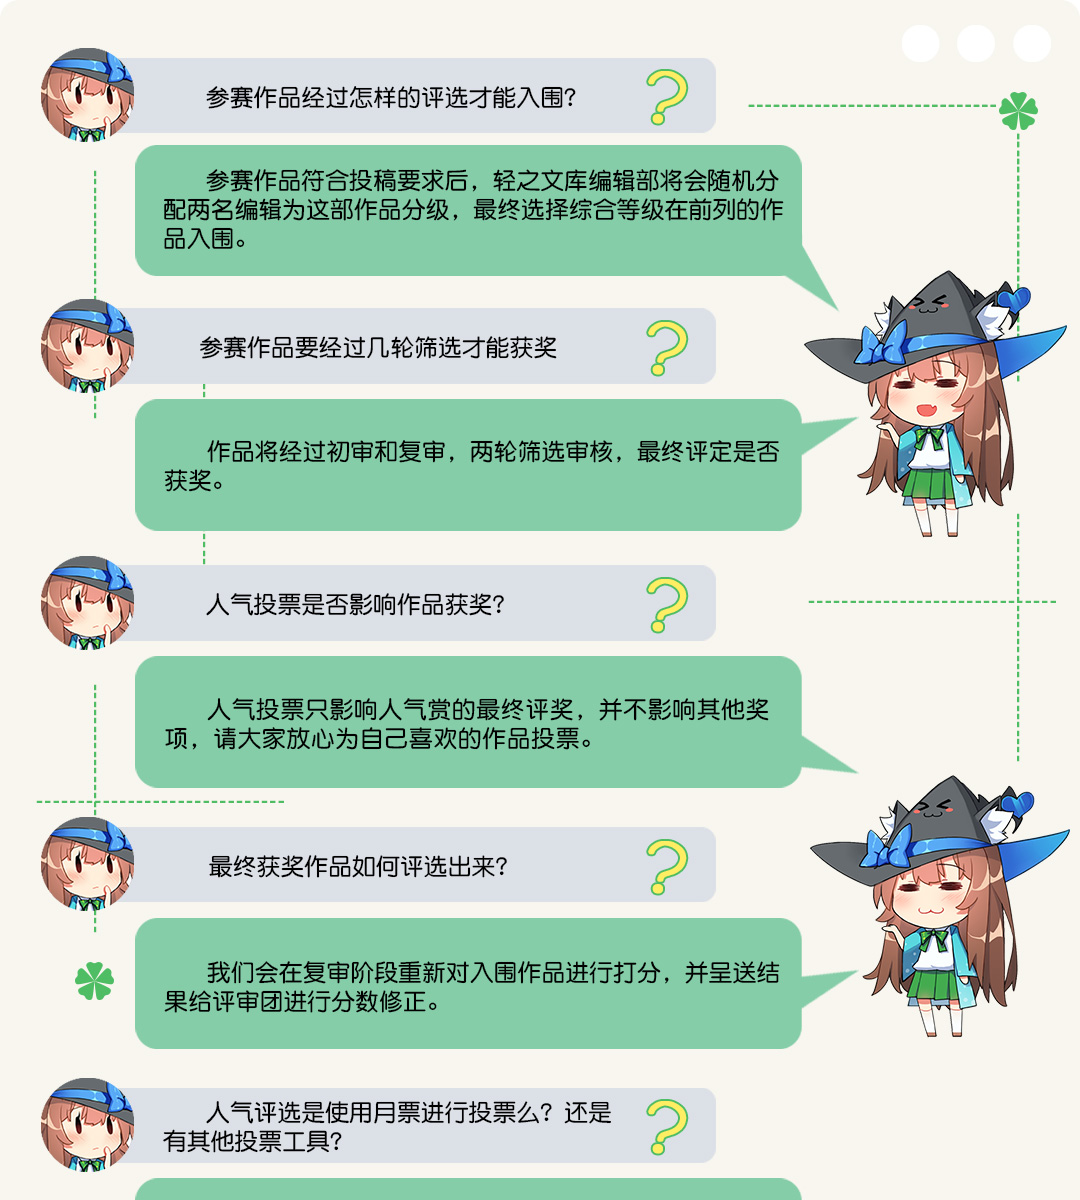 参赛作品经过怎样的评选才能入围?
参赛作品符合投稿要求后，轻之文库编辑部将会随机分
配两名编辑为这部作品分级，最终选择综合等级在前列的作
品入围。
参赛作品要经过几轮筛选才能获奖
作品将经过初审和复审，两轮筛选审核，最终评定是否
获奖。
人气投票是否影响作品获奖?
人气投票只影响人气赏的最终评奖，并不影响其他奖
项，请大家放心为自己喜欢的作品投票。
最终获奖作品如何评选出来?
我们会在复审阶段重新对入围作品进行打分，并呈送结
果给评审团进行分数修正。
人气评选是使用月票进行投票么? 还是
有其他投票工具?